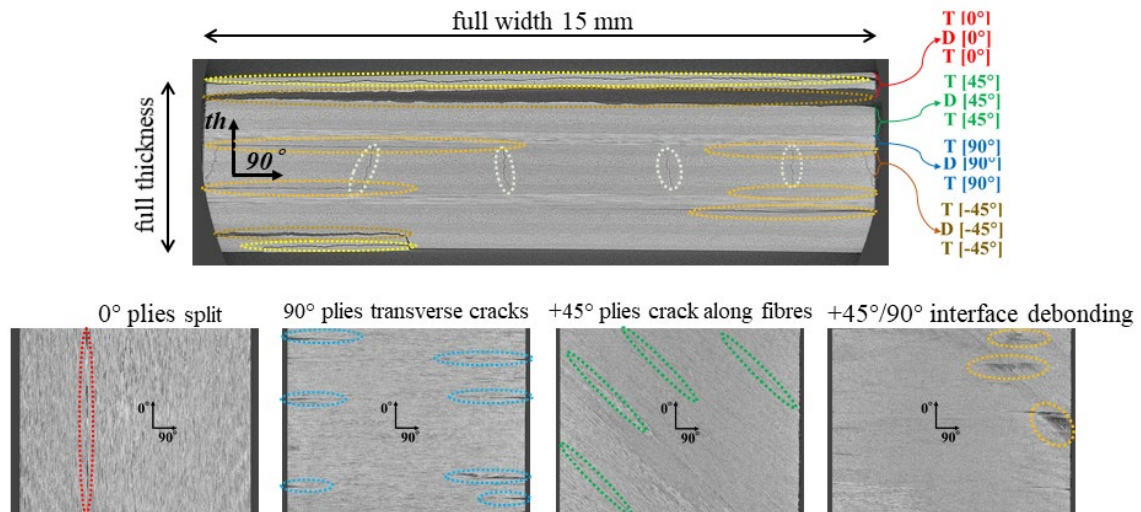 full width 15 mm
full thickness
th
90°
T [0°]
D [0°]
T [0°]
T [45°]
D [45°]
T [45°]
T [90°]
D [90°]
T [90°]
T [-45°]
D [-45°]
T [-45°]
0° plies split
90° plies transverse cracks
+45° plies crack along fibres
+45°/90° interface debonding
0°
90°
0°
90°
0°
90°
0°
90°